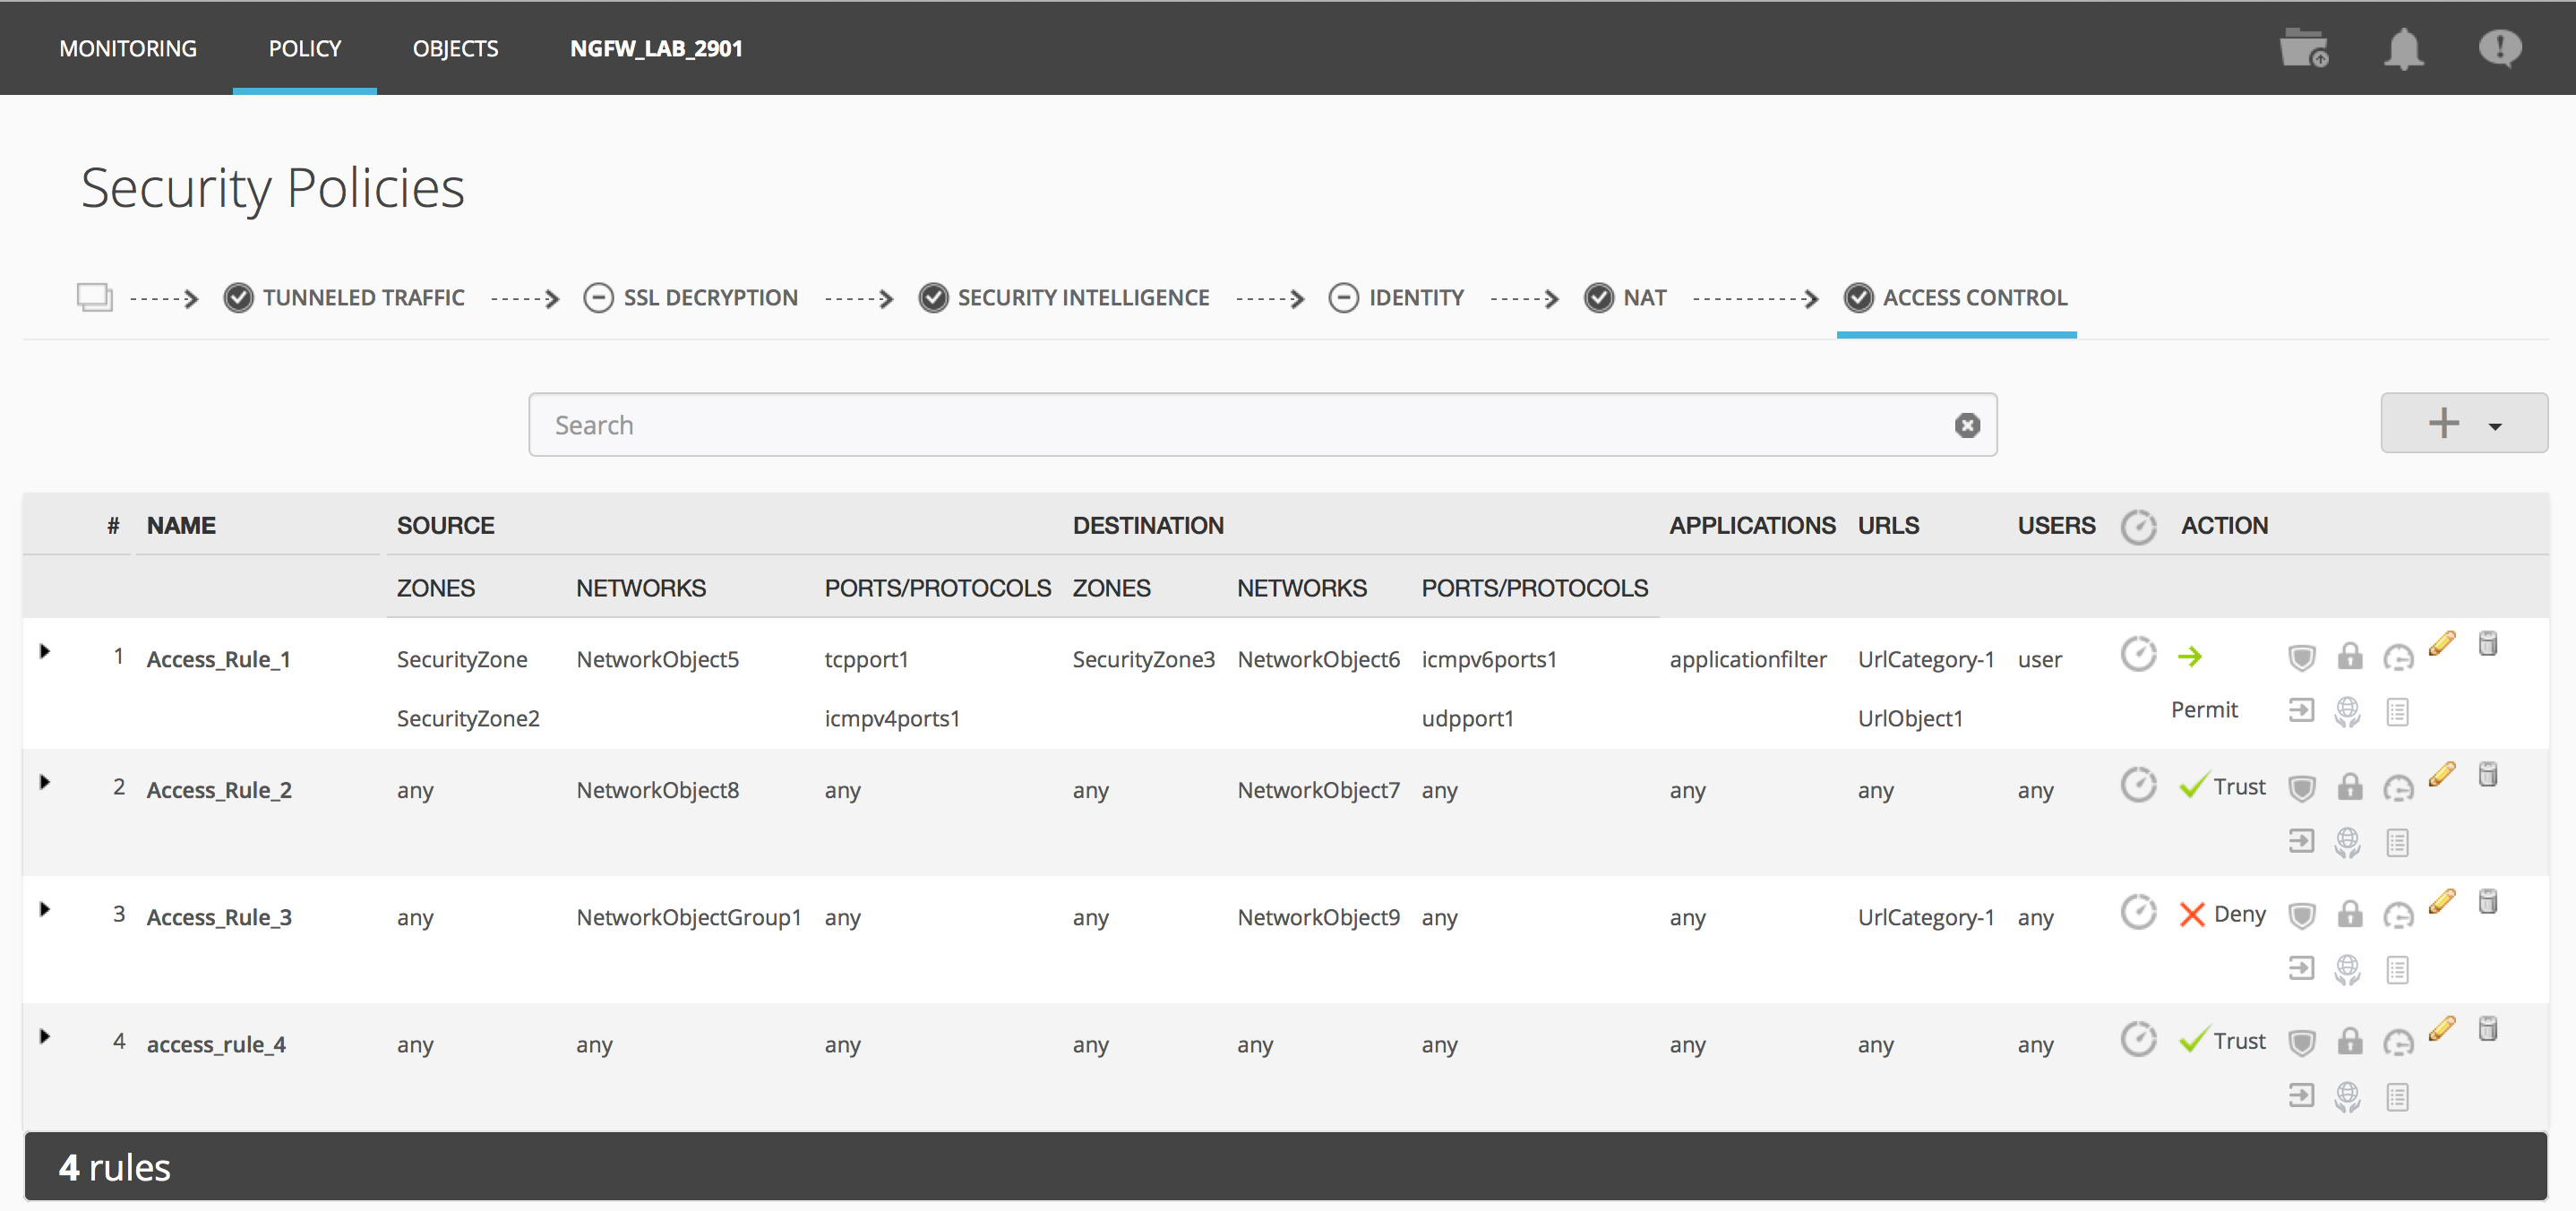 MONITORING POLICY OBJECTS NGFW_LAB_2901
Security Policies
TUNNELED TRAFFIC SSL DECRYPTION SECURITY INTELLIGENCE IDENTITY NAT ACCESS CONTROL
Search
# NAME SOURCE DESTINATION APPLICATIONS URLS USERS ACTION
ZONES NETWORKS PORTS/PROTOCOLS ZONES NETWORKS PORTS/PROTOCOLS
1 Access_Rule_1 SecurityZone NetworkObject5 tcpport1 SecurityZone3 NetworkObject6 icmpv6ports1 applicationfilter UrlCategory-1 user
SecurityZone2 icmpv4ports1 udpport1 UrlObject1 Permit
2 Access_Rule_2 any NetworkObject8 any any NetworkObject7 any any any any Trust
3 Access_Rule_3 any NetworkObjectGroup1 any any NetworkObject9 any any UrlCategory-1 any Deny
4 access_rule_4 any any any any any any any any any Trust
4 rules